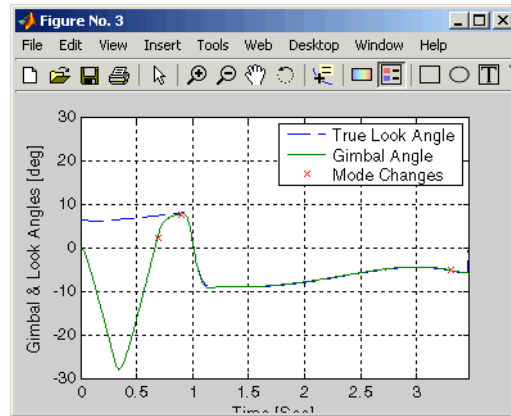 Figure No. 3
File Edit View Insert Tools Web Desktop Window Help
T
30
20
10
0
-10
-20
-30
Gimbal & Look Angles [deg]
True Look Angle
Gimbal Angle
Mode Changes
0 0.5 1 1.5 2 2.5 3
Time [Sec]